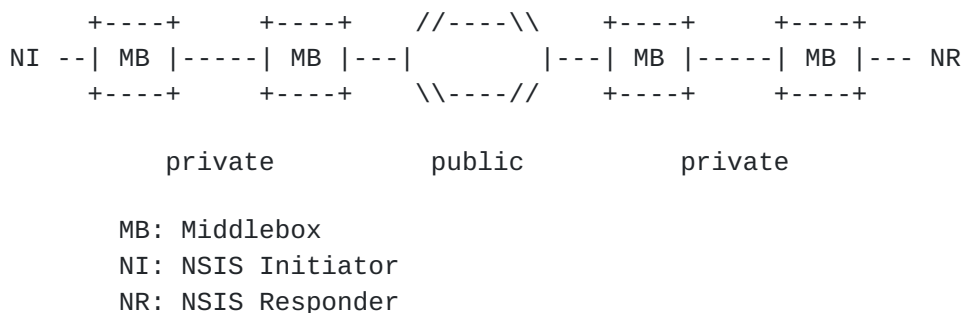 +----+     +----+    //----\\    +----+     +----+
NI --| MB |-----| MB |---|        |---| MB |-----| MB |--- NR
+----+     +----+    \\----//    +----+     +----+
private          public          private
MB: Middlebox
NI: NSIS Initiator
NR: NSIS Responder